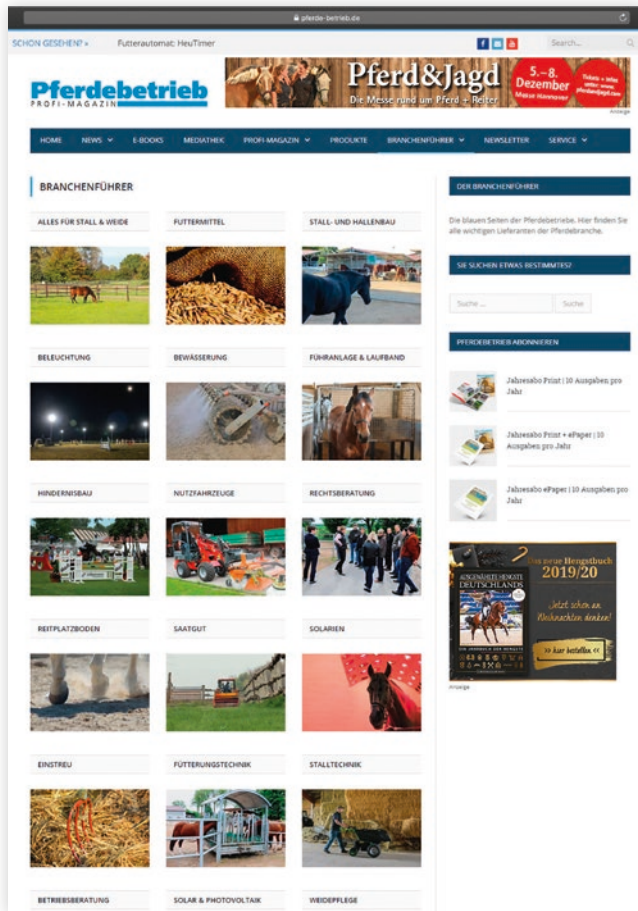 pferde-betrieb.de
SCHON GESEHEN? »
Futterautomat: HeuTimer
Search...
Pferdebetrieb
PROFI-MAGAZIN
Pferd&Jagd
Die Messe rund um Pferd + Reiter
5.–8.
Dezember
Messe Hannover
Tickets + Infos
unter: www.
pferdundjagd.com
Anzeige
HOME NEWS E-BOOKS MEDIATHEK PROFI-MAGAZIN PRODUKTE BRANCHENFÜHRER NEWSLETTER SERVICE
BRANCHENFÜHRER
ALLES FÜR STALL & WEIDE
FUTTERMITTEL
STALL- UND HALLENBAU
BELEUCHTUNG
BEWÄSSERUNG
FÜHRANLAGE & LAUFBAND
HINDERNISBAU
NUTZFAHRZEUGE
RECHTSBERATUNG
REITPLATZBODEN
SAATGUT
SOLARIEN
EINSTREU
FÜTTERUNGSTECHNIK
STALLTECHNIK
BETRIEBSBERATUNG
SOLAR & PHOTOVOLTAIK
WEIDEPFLEGE
DER BRANCHENFÜHRER
Die blauen Seiten der Pferdebetriebe. Hier finden Sie
alle wichtigen Lieferanten der Pferdebranche.
SIE SUCHEN ETWAS BESTIMMTES?
Suche ...
Suche
PFERDEBETRIEB ABONNIEREN
Jahresabo Print | 10 Ausgaben pro
Jahr
Jahresabo Print + ePaper | 10
Ausgaben pro Jahr
Jahresabo ePaper | 10 Ausgaben pro
Jahr
Das neue Hengstbuch
2019/20
AUSGEWÄHLTE HENGSTE
DEUTSCHLANDS
Jetzt schon an
Weihnachten denken!
>> hier bestellen <<
Anzeige